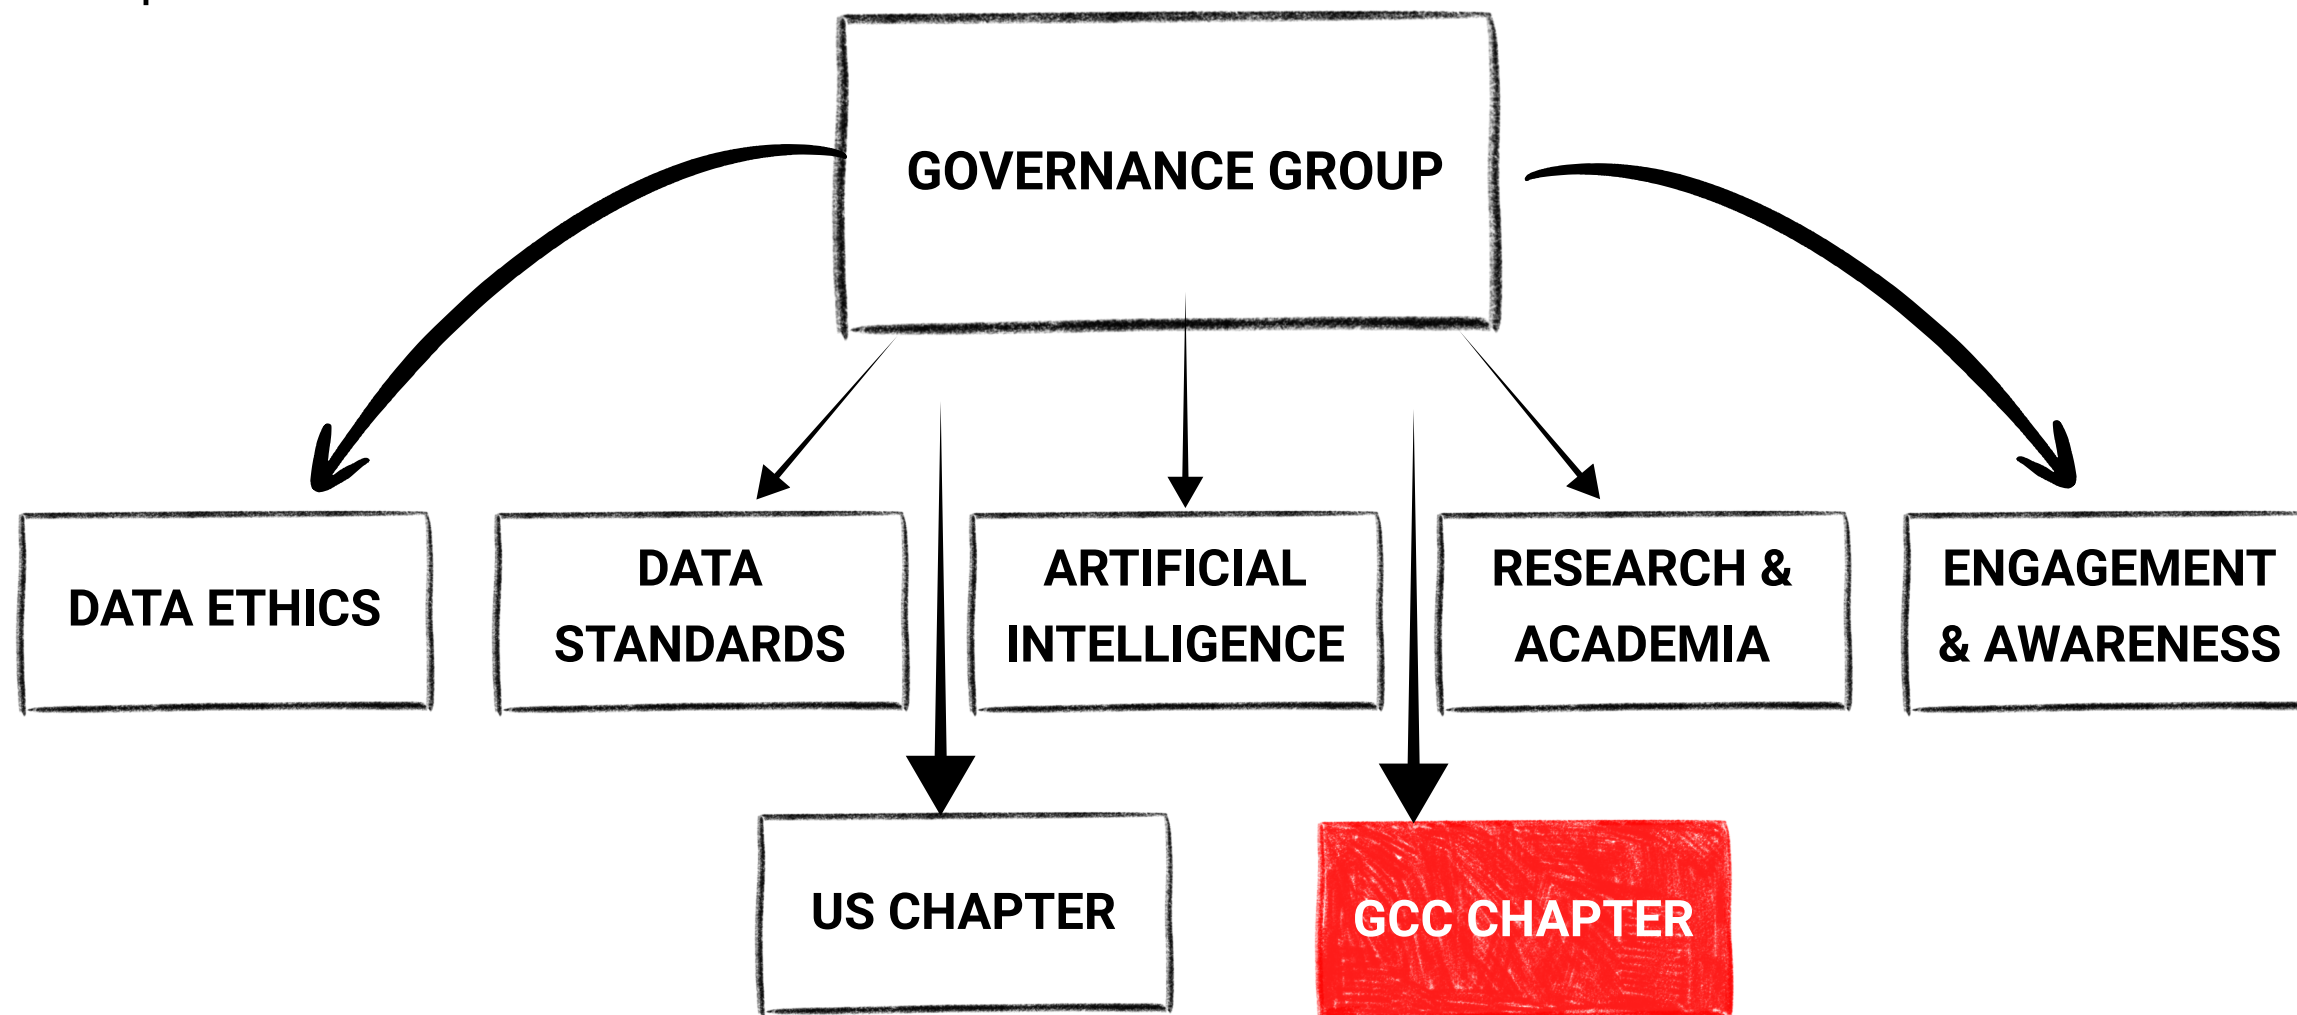 GOVERNANCE GROUP
DATA ETHICS
DATA
STANDARDS
ARTIFICIAL
INTELLIGENCE
RESEARCH &
ACADEMIA
ENGAGEMENT
& AWARENESS
US CHAPTER
GCC CHAPTER